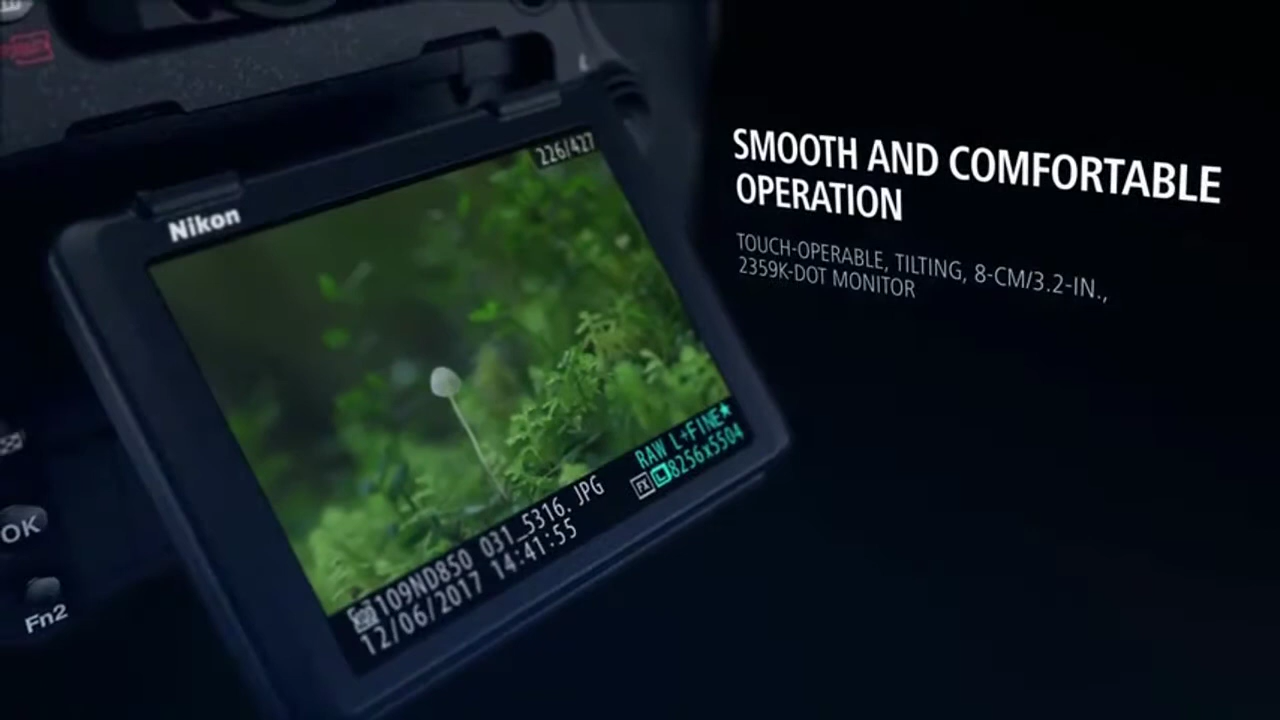 226/427
Nikon
SMOOTH AND COMFORTABLE
OPERATION
TOUCH-OPERABLE, TILTING, 8-CM/3.2-IN.,
2359K-DOT MONITOR
RAW L+FINE★
FX L 8256x5504
109ND850 031_5316. JPG
12/06/2017 14:41:55
OK
Fn2